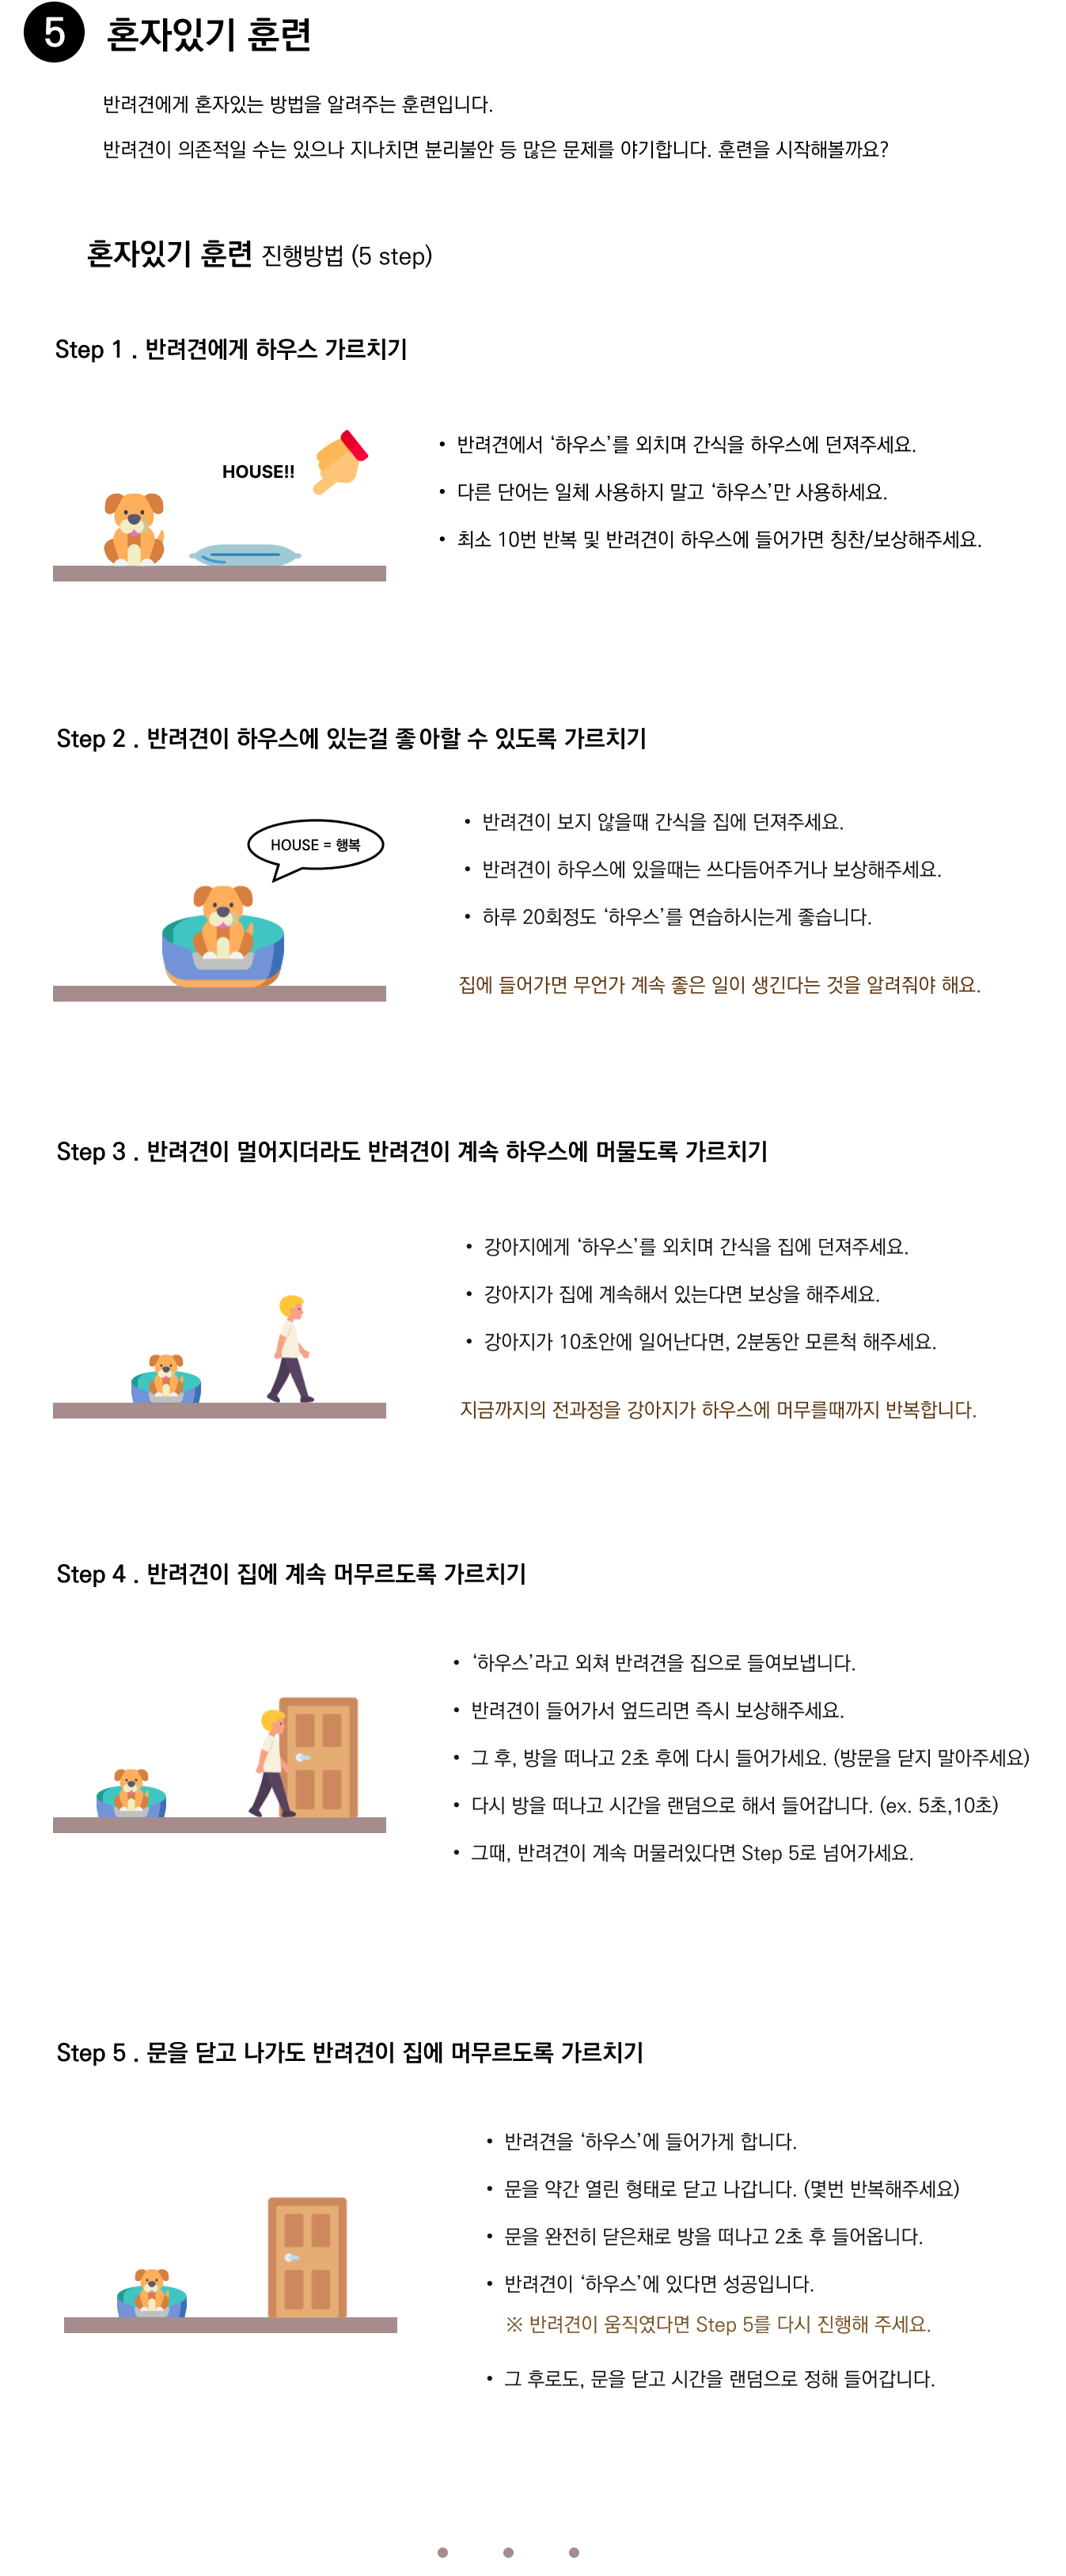 5 혼자있기 훈련
반려견에게 혼자있는 방법을 알려주는 훈련입니다.
반려견이 의존적일 수는 있으나 지나치면 분리불안 등 많은 문제를 야기합니다. 훈련을 시작해볼까요?
혼자있기 훈련 진행방법 (5 step)
Step 1 . 반려견에게 하우스 가르치기
HOUSE!!
• 반려견에서 ‘하우스’를 외치며 간식을 하우스에 던져주세요.
• 다른 단어는 일체 사용하지 말고 ‘하우스’만 사용하세요.
• 최소 10번 반복 및 반려견이 하우스에 들어가면 칭찬/보상해주세요.
Step 2 . 반려견이 하우스에 있는걸 좋아할 수 있도록 가르치기
HOUSE = 행복
• 반려견이 보지 않을때 간식을 집에 던져주세요.
• 반려견이 하우스에 있을때는 쓰다듬어주거나 보상해주세요.
• 하루 20회정도 ‘하우스’를 연습하시는게 좋습니다.
집에 들어가면 무언가 계속 좋은 일이 생긴다는 것을 알려줘야 해요.
Step 3 . 반려견이 멀어지더라도 반려견이 계속 하우스에 머물도록 가르치기
• 강아지에게 ‘하우스’를 외치며 간식을 집에 던져주세요.
• 강아지가 집에 계속해서 있는다면 보상을 해주세요.
• 강아지가 10초안에 일어난다면, 2분동안 모른척 해주세요.
지금까지의 전과정을 강아지가 하우스에 머무를때까지 반복합니다.
Step 4 . 반려견이 집에 계속 머무르도록 가르치기
• ‘하우스’라고 외쳐 반려견을 집으로 들여보냅니다.
• 반려견이 들어가서 엎드리면 즉시 보상해주세요.
• 그 후, 방을 떠나고 2초 후에 다시 들어가세요. (방문을 닫지 말아주세요)
• 다시 방을 떠나고 시간을 랜덤으로 해서 들어갑니다. (ex. 5초,10초)
• 그때, 반려견이 계속 머물러있다면 Step 5로 넘어가세요.
Step 5 . 문을 닫고 나가도 반려견이 집에 머무르도록 가르치기
• 반려견을 ‘하우스’에 들어가게 합니다.
• 문을 약간 열린 형태로 닫고 나갑니다. (몇번 반복해주세요)
• 문을 완전히 닫은채로 방을 떠나고 2초 후 들어옵니다.
• 반려견이 ‘하우스’에 있다면 성공입니다.
※ 반려견이 움직였다면 Step 5를 다시 진행해 주세요.
• 그 후로도, 문을 닫고 시간을 랜덤으로 정해 들어갑니다.